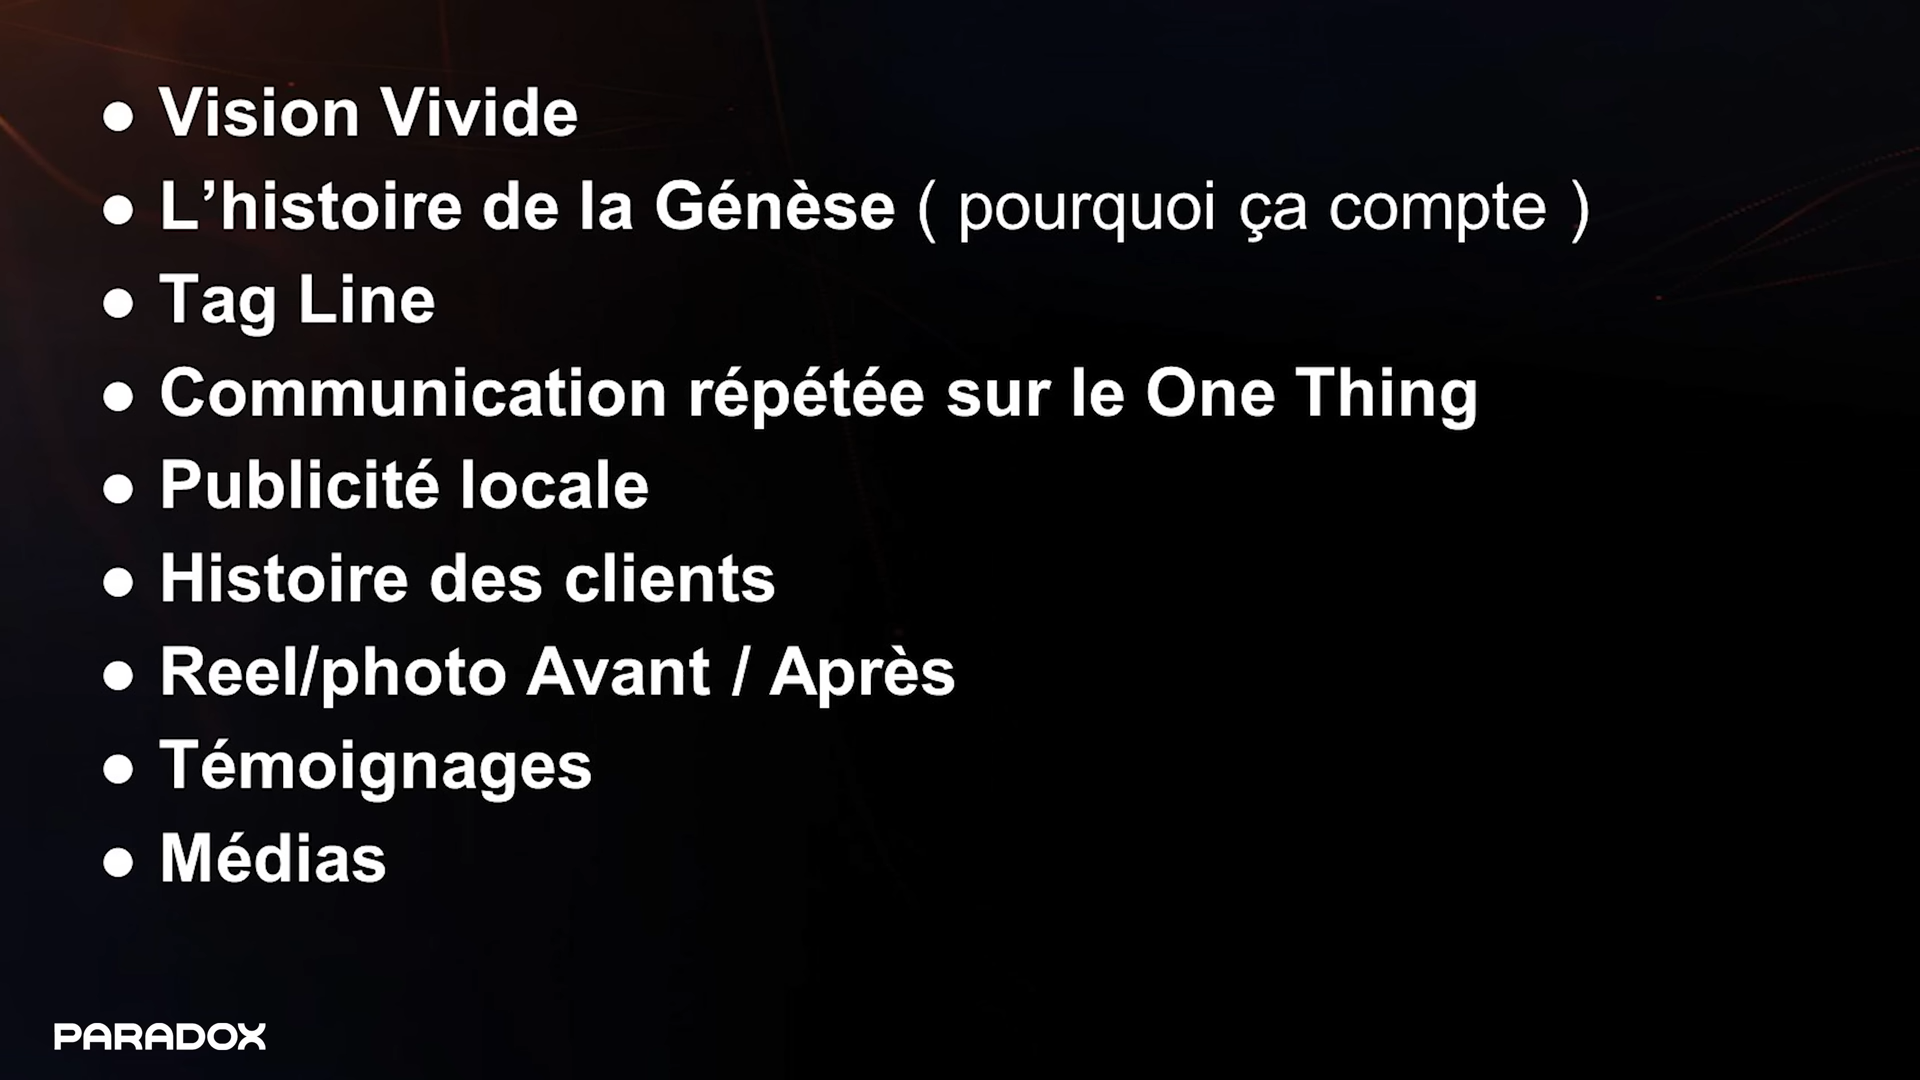 ● Vision Vivide
● L’histoire de la Génèse ( pourquoi ça compte )
● Tag Line
● Communication répétée sur le One Thing
● Publicité locale
● Histoire des clients
● Reel/photo Avant / Après
● Témoignages
● Médias
PARADOX